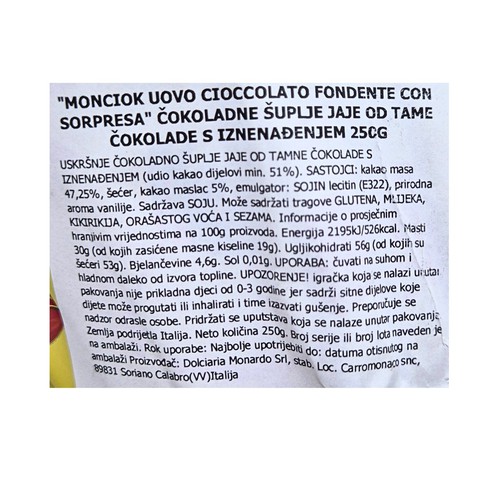 "MONCIOK UOVO CIOCCOLATO FONDENTE CON
SORPRESA" ČOKOLADNE ŠUPLJE JAJE OD TAME
ČOKOLADE S IZNENAĐENJEM 250G
USKRŠNJE ČOKOLADNO ŠUPLJE JAJE OD TAMNE ČOKOLADE S
IZNENAĐENJEM (udio kakao dijelovi min. 51%). SASTOJCI: kakao masa
47,25%, šećer, kakao maslac 5%, emulgator: SOJIN lecitin (E322), prirodna
aroma vanilije. Sadržava SOJU. Može sadržati tragove GLUTENA, MLIJEKA,
KIKIRIKIJA, ORAŠASTOG VOĆA I SEZAMA. Informacije o prosječnim
hranjivim vrijednostima na 100g proizvoda. Energija 2195kJ/526kcal. Masti
30g (od kojih zasićene masne kiseline 19g). Ugljikohidrati 56g (od kojih su
šećeri 53g). Bjelančevine 4,6g. Sol 0,01g. UPORABA: čuvati na suhom i
hladnom daleko od izvora topline. UPOZORENJE! igračka koja se nalazi unutar
pakovanja nije prikladna djeci od 0-3 godine jer sadrži sitne dijelove koje
dijete može progutati ili inhalirati i time izazvati gušenje. Preporučuje se
nadzor odrasle osobe. Pridržati se uputstava koja se nalaze unutar pakovanja
Zemlja podrijetla Italija. Neto količina 250g. Broj serije ili broj lota naveden je
na ambalaži. Rok uporabe: Najbolje upotrijebiti do: datuma otisnutog na
ambalaži Proizvođač: Dolciaria Monardo Srl, stab. Loc. Carromonaco snc,
89831 Soriano Calabro(VV)Italija